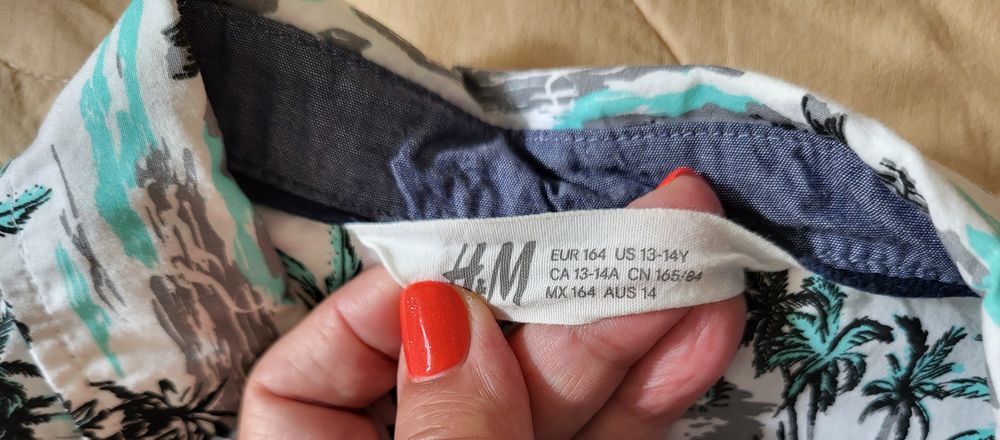 H&M
EUR 164 US 13-14Y
CA 13-14A CN 165/84
MX 164 AUS 14